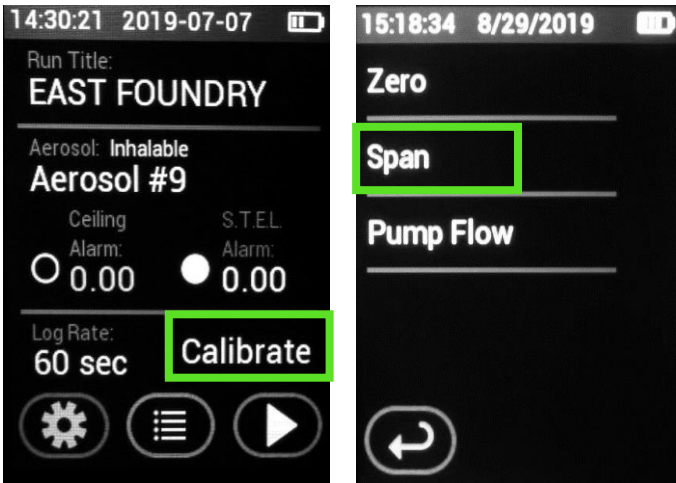 14:30:21 2019-07-07
Run Title:
EAST FOUNDRY
Aerosol: Inhalable
Aerosol #9
Ceiling S.T.E.L.
Alarm: Alarm:
0.00 0.00
Log Rate:
60 sec
Calibrate
15:18:34 8/29/2019
Zero
Span
Pump Flow